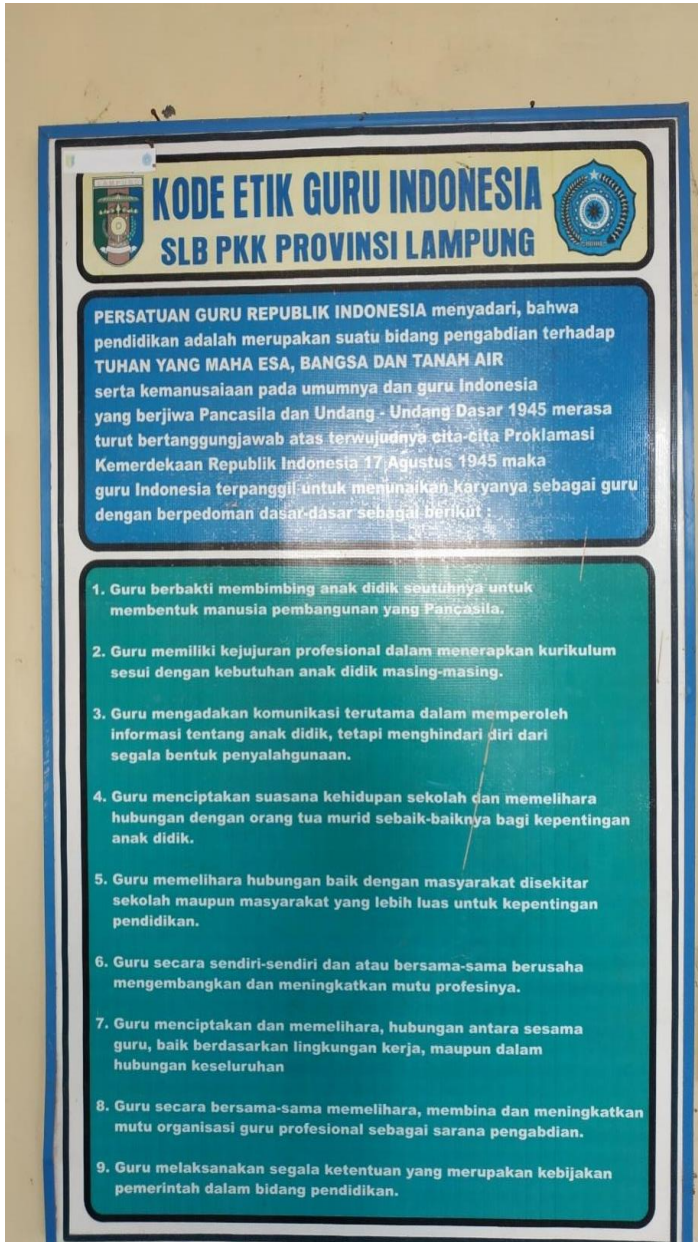 LAMPUNG
KODE ETIK GURU INDONESIA
SLB PKK PROVINSI LAMPUNG
PERSATUAN GURU REPUBLIK INDONESIA menyadari, bahwa
pendidikan adalah merupakan suatu bidang pengabdian terhadap
TUHAN YANG MAHA ESA, BANGSA DAN TANAH AIR
serta kemanusaiaan pada umumnya dan guru Indonesia
yang berjiwa Pancasila dan Undang - Undang Dasar 1945 merasa
turut bertanggungjawab atas terwujudnya cita-cita Proklamasi
Kemerdekaan Republik Indonesia 17 Agustus 1945 maka
guru Indonesia terpanggil untuk menunaikan karyanya sebagai guru
dengan berpedoman dasar-dasar sebagai berikut :
1. Guru berbakti membimbing anak didik seutuhnya untuk
membentuk manusia pembangunan yang Pancasila.
2. Guru memiliki kejujuran profesional dalam menerapkan kurikulum
sesui dengan kebutuhan anak didik masing-masing.
3. Guru mengadakan komunikasi terutama dalam memperoleh
informasi tentang anak didik, tetapi menghindari diri dari
segala bentuk penyalahgunaan.
4. Guru menciptakan suasana kehidupan sekolah dan memelihara
hubungan dengan orang tua murid sebaik-baiknya bagi kepentingan
anak didik.
5. Guru memelihara hubungan baik dengan masyarakat disekitar
sekolah maupun masyarakat yang lebih luas untuk kepentingan
pendidikan.
6. Guru secara sendiri-sendiri dan atau bersama-sama berusaha
mengembangkan dan meningkatkan mutu profesinya.
7. Guru menciptakan dan memelihara, hubungan antara sesama
guru, baik berdasarkan lingkungan kerja, maupun dalam
hubungan keseluruhan
8. Guru secara bersama-sama memelihara, membina dan meningkatkan
mutu organisasi guru profesional sebagai sarana pengabdian.
9. Guru melaksanakan segala ketentuan yang merupakan kebijakan
pemerintah dalam bidang pendidikan.